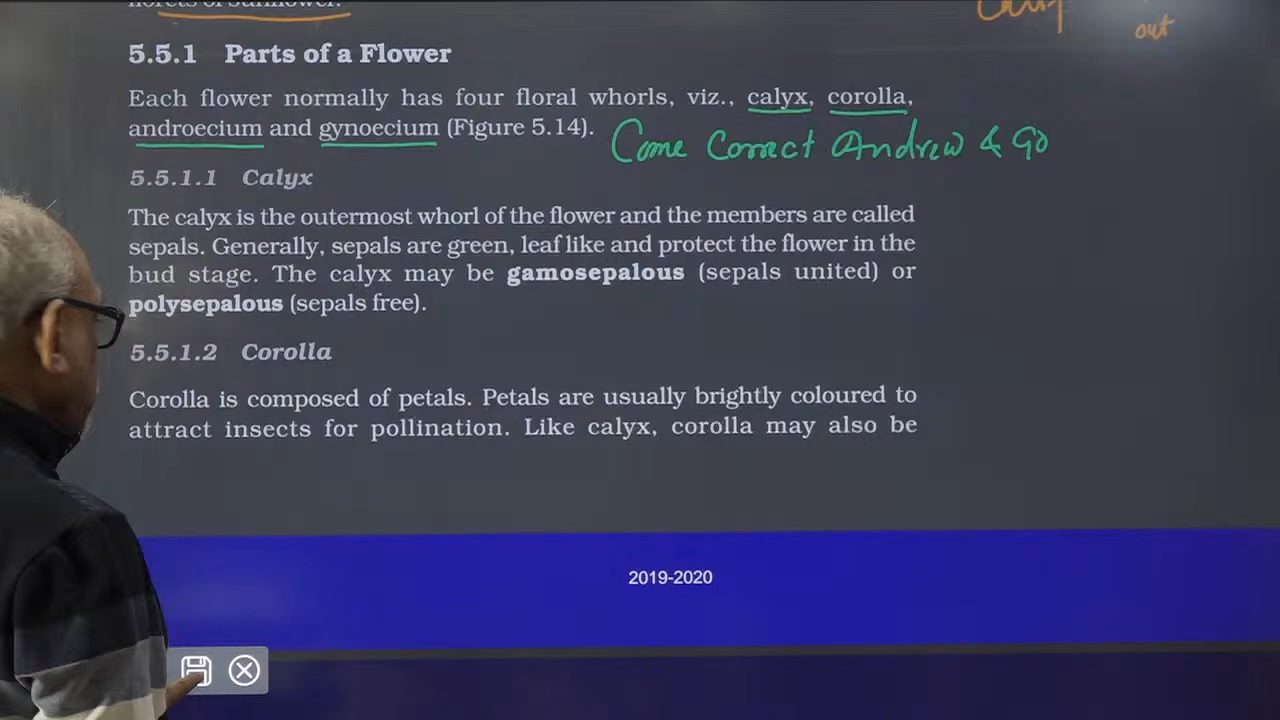 florets of sunflower.
out
5.5.1 Parts of a Flower
Each flower normally has four floral whorls, viz., calyx, corolla,
androecium and gynoecium (Figure 5.14).
Come Correct Andrew & Go
5.5.1.1 Calyx
The calyx is the outermost whorl of the flower and the members are called
sepals. Generally, sepals are green, leaf like and protect the flower in the
bud stage. The calyx may be gamosepalous (sepals united) or
polysepalous (sepals free).
5.5.1.2 Corolla
Corolla is composed of petals. Petals are usually brightly coloured to
attract insects for pollination. Like calyx, corolla may also be
2019-2020